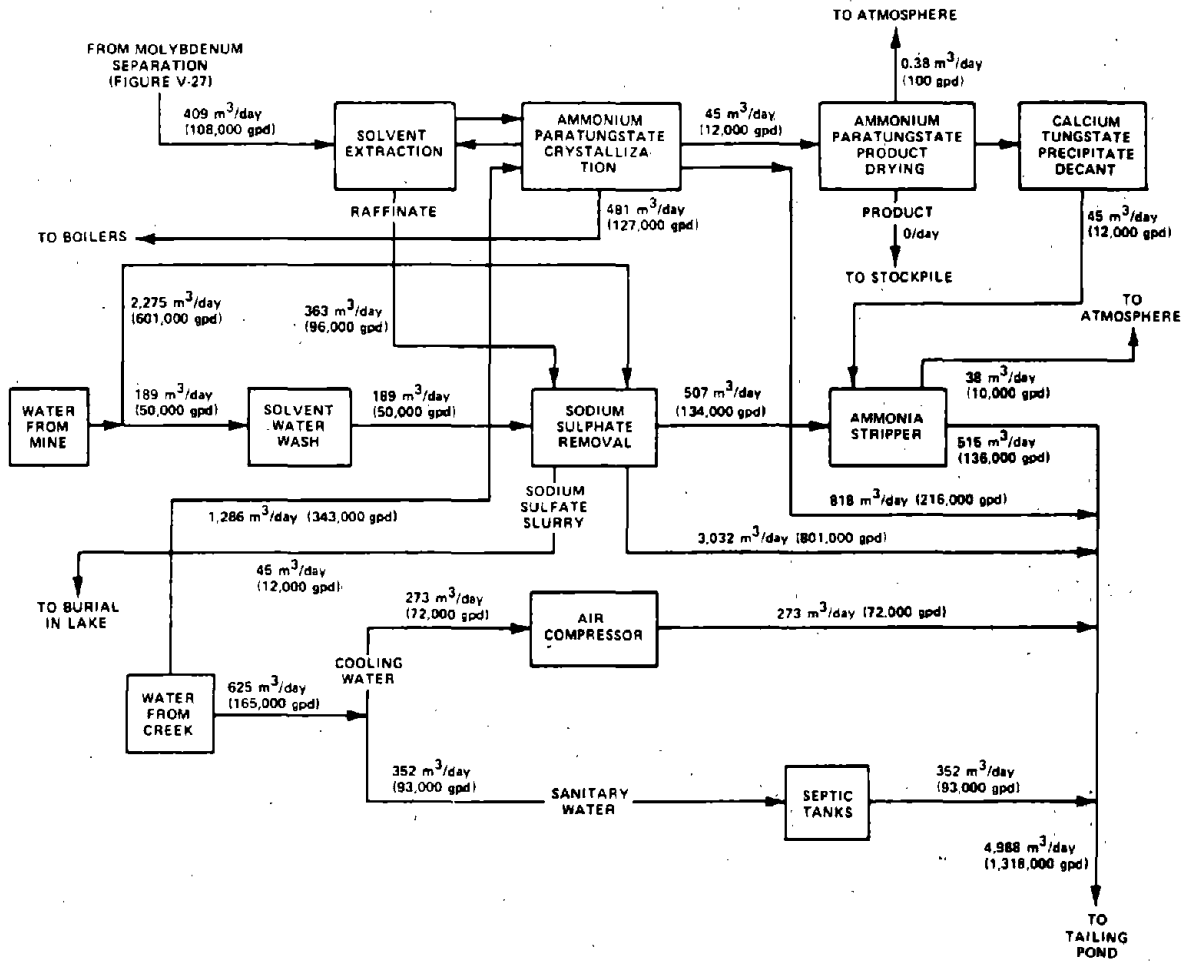 TO ATMOSPHERE
FROM MOLYBDENUM
SEPARATION
(FIGURE V-27)
0.38 m³/day
(100 gpd)
409 m³/day
(108,000 gpd)
SOLVENT
EXTRACTION
AMMONIUM
PARATUNGSTATE
CRYSTALLIZA-
TION
45 m³/day
(12,000 gpd)
AMMONIUM
PARATUNGSTATE
PRODUCT
DRYING
CALCIUM
TUNGSTATE
PRECIPITATE
DECANT
RAFFINATE
481 m³/day
(127,000 gpd)
PRODUCT
0/day
45 m³/day
(12,000 gpd)
TO BOILERS
TO STOCKPILE
TO
ATMOSPHERE
2,275 m³/day
(601,000 gpd)
363 m³/day
(96,000 gpd)
WATER
FROM
MINE
189 m³/day
(50,000 gpd)
SOLVENT
WATER
WASH
189 m³/day
(50,000 gpd)
SODIUM
SULPHATE
REMOVAL
507 m³/day
(134,000 gpd)
AMMONIA
STRIPPER
38 m³/day
(10,000 gpd)
515 m³/day
(136,000 gpd)
1,286 m³/day (343,000 gpd)
SODIUM
SULFATE
SLURRY
818 m³/day (216,000 gpd)
3,032 m³/day (801,000 gpd)
45 m³/day
(12,000 gpd)
TO BURIAL
IN LAKE
273 m³/day
(72,000 gpd)
AIR
COMPRESSOR
273 m³/day (72,000 gpd)
COOLING
WATER
WATER
FROM
CREEK
625 m³/day
(165,000 gpd)
352 m³/day
(93,000 gpd)
SANITARY
WATER
SEPTIC
TANKS
352 m³/day
(93,000 gpd)
4,988 m³/day
(1,318,000 gpd)
TO
TAILING
POND